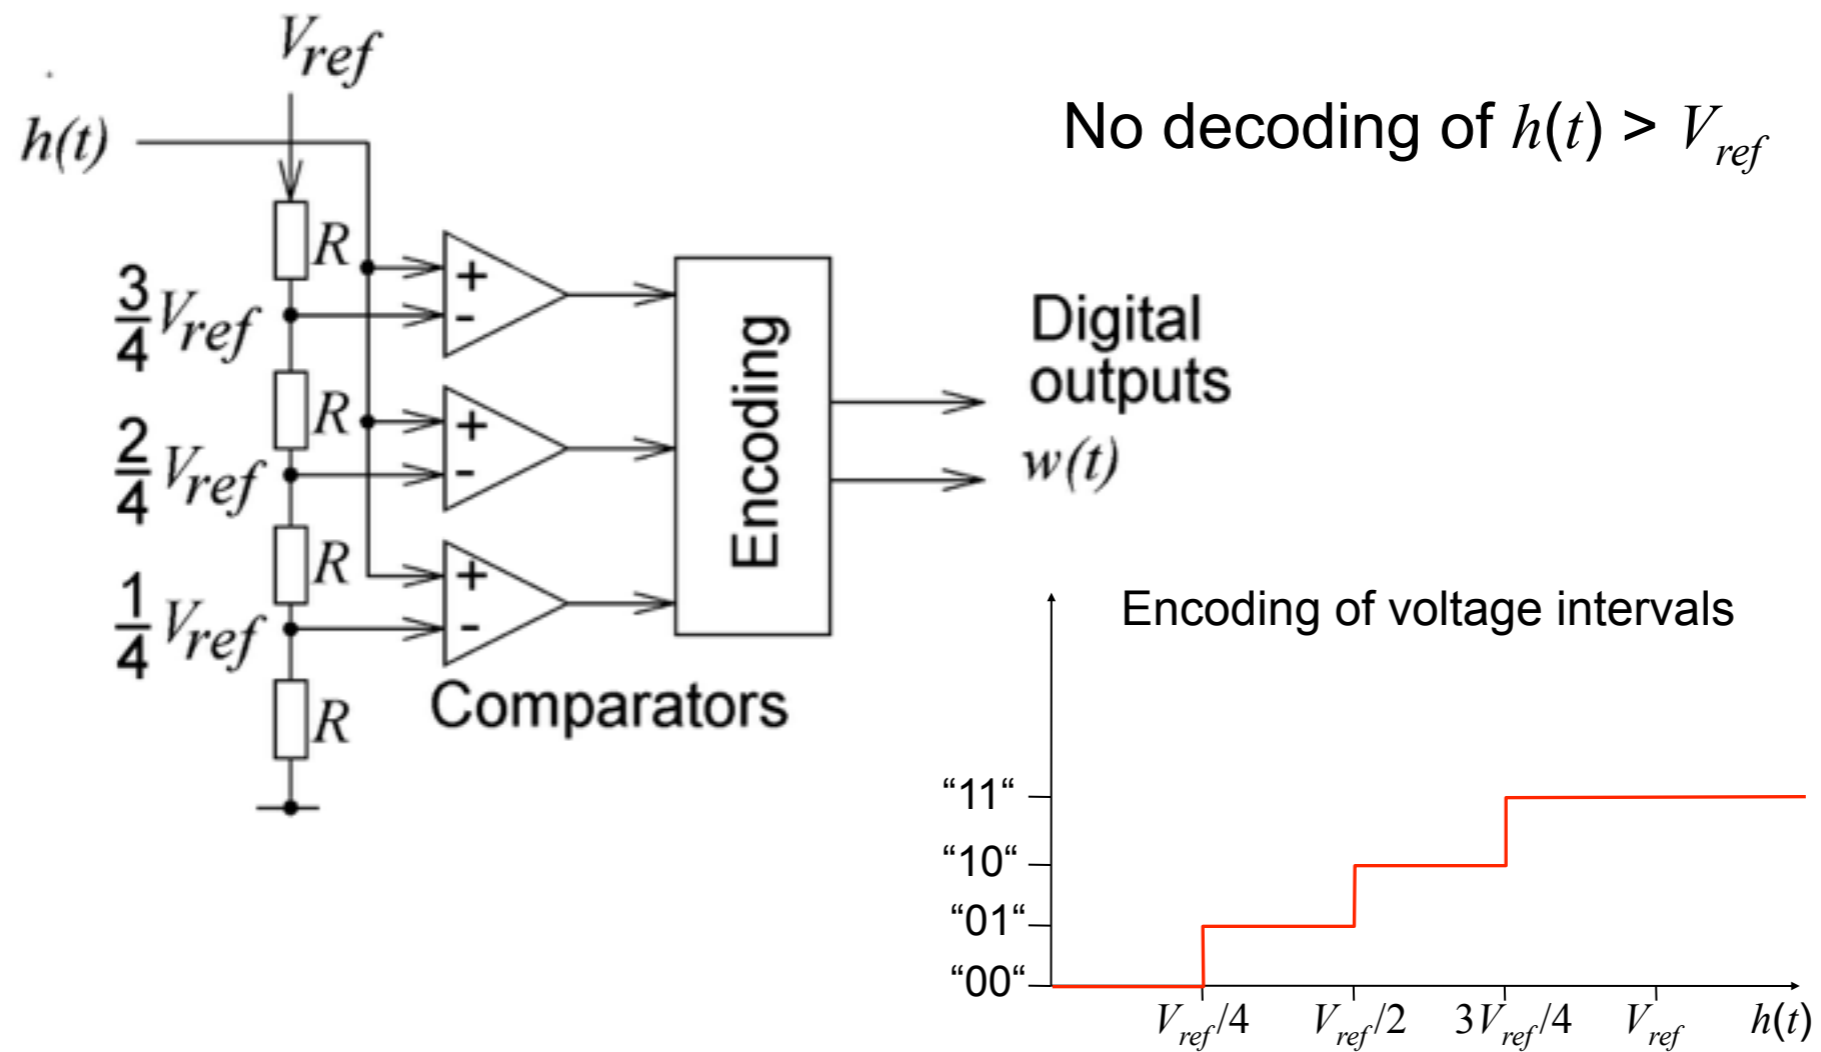 V_ref
h(t)
No decoding of h(t) > V_ref
R
3/4 V_ref
+
-
R
2/4 V_ref
+
-
R
1/4 V_ref
+
-
R
Comparators
Encoding
Digital
outputs
w(t)
Encoding of voltage intervals
“11“
“10“
“01“
“00“
V_ref/4 V_ref/2 3V_ref/4 V_ref h(t)